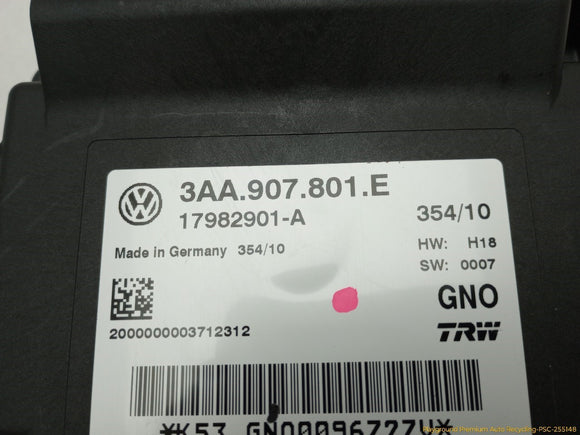 3AA.907.801.E
17982901-A
354/10
Made in Germany 354/10
HW: H18
SW: 0007
GNO
TRW
2000000003712312
Playground Premium Auto Recycling-PSC-255148